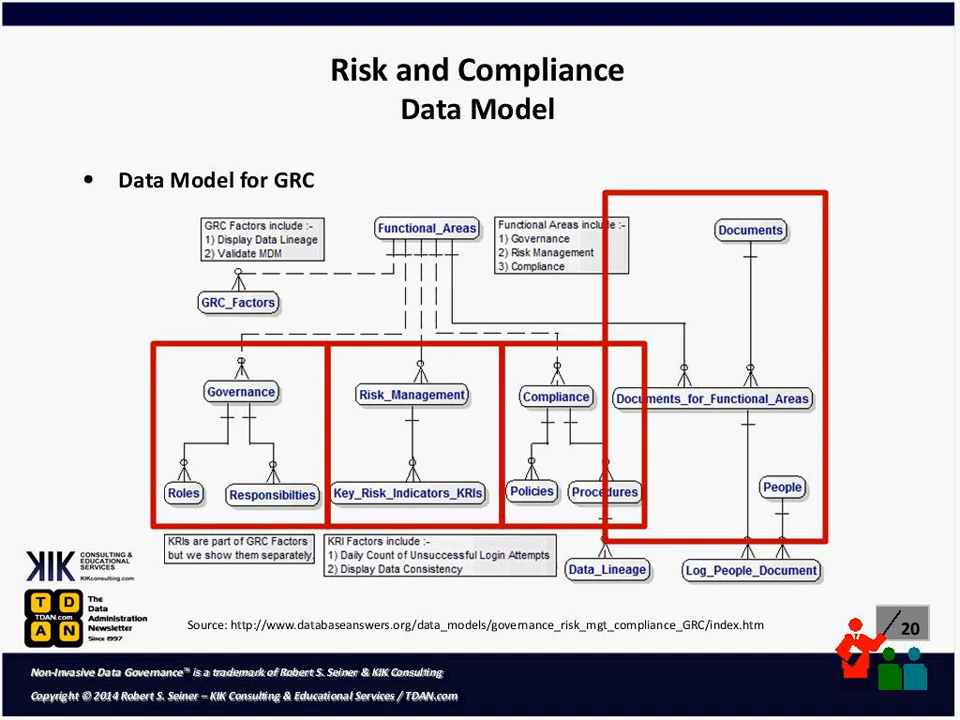 Risk and Compliance
Data Model
• Data Model for GRC
GRC Factors include :-
1) Display Data Lineage
2) Validate MDM
Functional_Areas
Functional Areas include :-
1) Governance
2) Risk Management
3) Compliance
Documents
GRC_Factors
Governance
Risk_Management
Compliance
Documents_for_Functional_Areas
Roles
Responsibilties
Key_Risk_Indicators_KRIs
Policies
Procedures
People
KRIs are part of GRC Factors
but we show them separately.
KRI Factors include :-
1) Daily Count of Unsuccessful Login Attempts
2) Display Data Consistency
Data_Lineage
Log_People_Document
KIK
CONSULTING &
EDUCATIONAL
SERVICES
KIKconsulting.com
T D
TDAN.com
A N
The
Data
Administration
Newsletter
Since 1997
Source: http://www.databaseanswers.org/data_models/governance_risk_mgt_compliance_GRC/index.htm
20
Non-Invasive Data Governance™ is a trademark of Robert S. Seiner & KIK Consulting
Copyright © 2014 Robert S. Seiner – KIK Consulting & Educational Services / TDAN.com